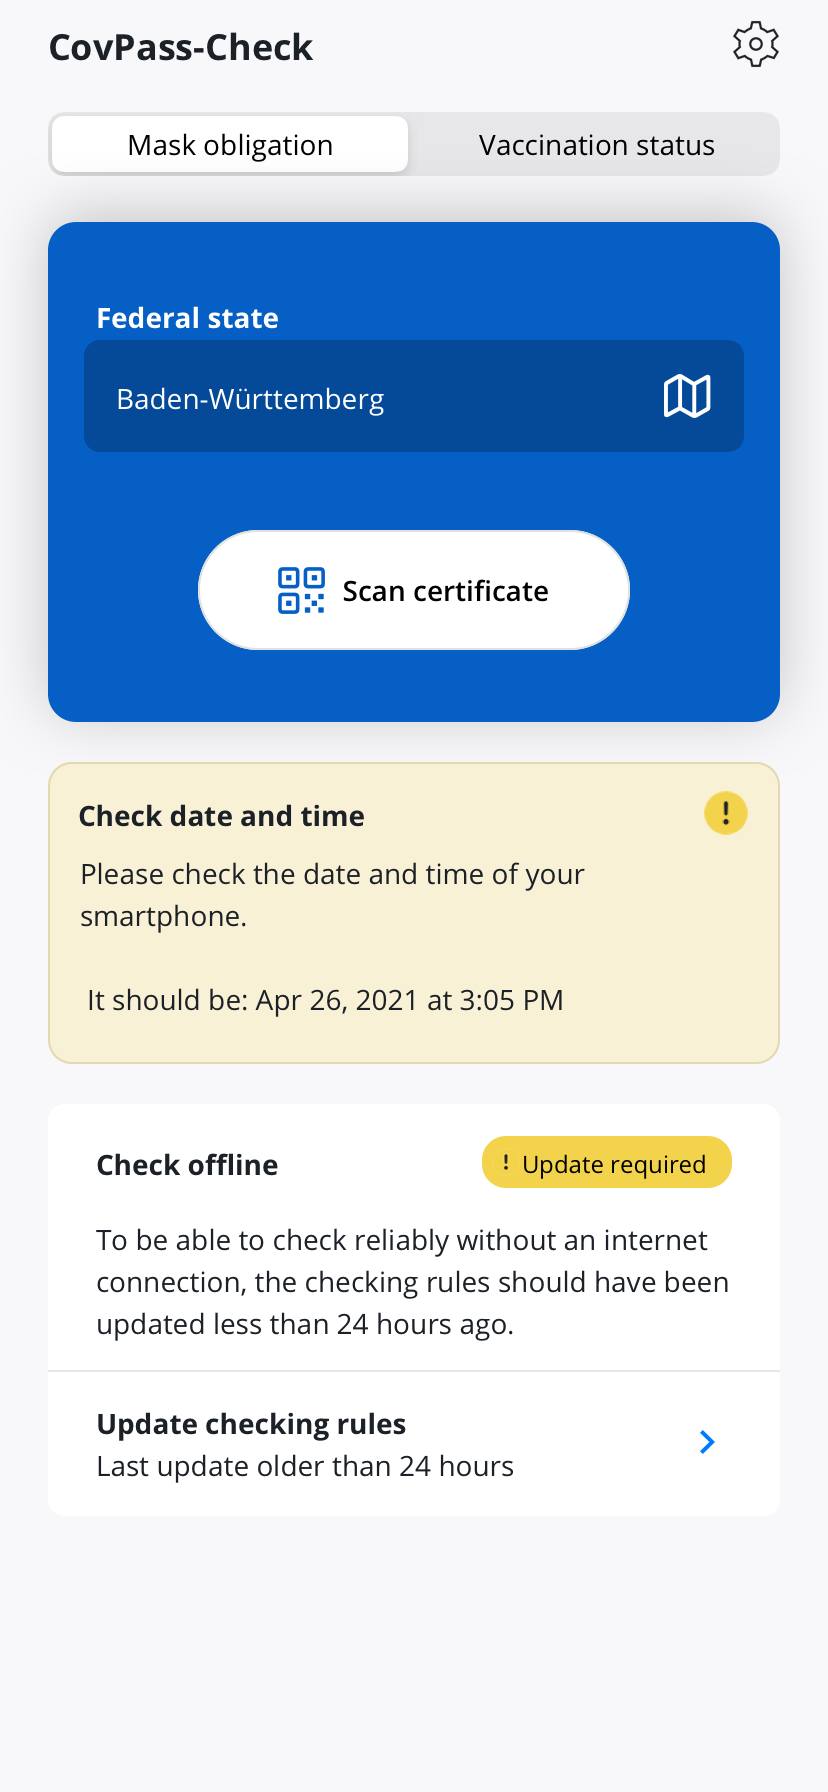 CovPass-Check
Mask obligation
Vaccination status
Federal state
Baden-Württemberg
Scan certificate
Check date and time
!
Please check the date and time of your
smartphone.
It should be: Apr 26, 2021 at 3:05 PM
Check offline
! Update required
To be able to check reliably without an internet
connection, the checking rules should have been
updated less than 24 hours ago.
Update checking rules
Last update older than 24 hours